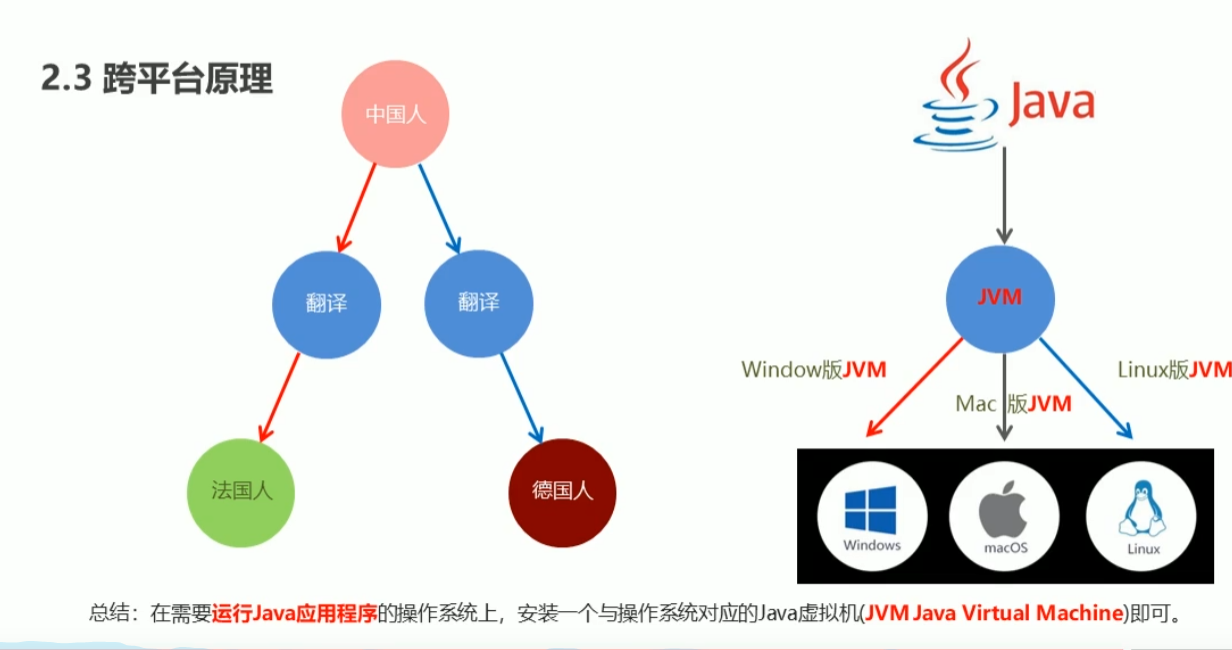 2.3 跨平台原理
中国人
翻译
翻译
法国人
德国人
Java
JVM
Window版JVM
Mac 版JVM
Linux版JVM
Windows
macOS
Linux
总结：在需要运行Java应用程序的操作系统上，安装一个与操作系统对应的Java虚拟机(JVM Java Virtual Machine)即可。